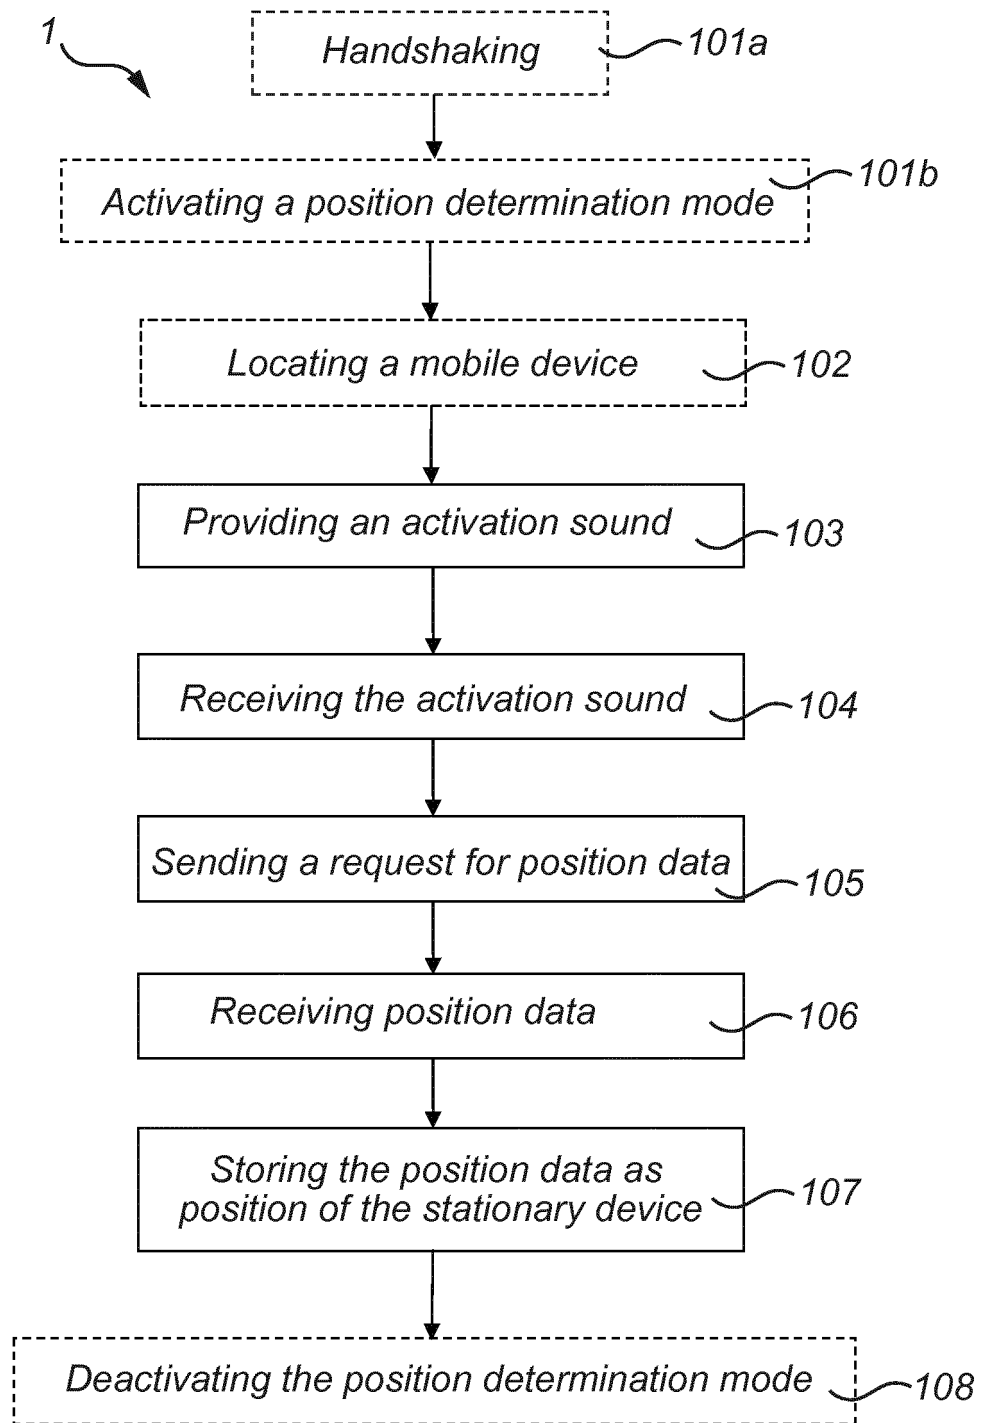 1
Handshaking
101a
Activating a position determination mode
101b
Locating a mobile device
102
Providing an activation sound
103
Receiving the activation sound
104
Sending a request for position data
105
Receiving position data
106
Storing the position data as
position of the stationary device
107
Deactivating the position determination mode
108